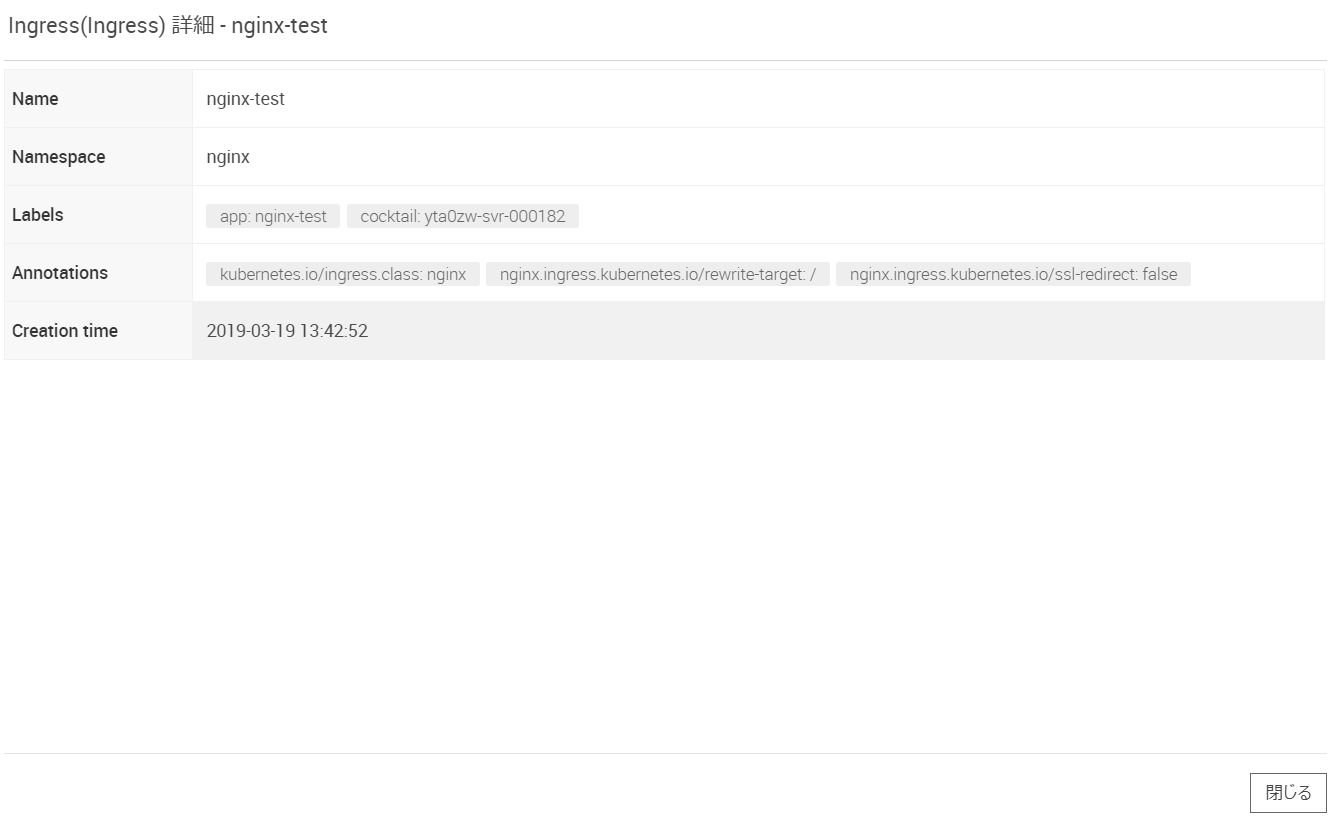 Ingress(Ingress) 詳細 - nginx-test
Name nginx-test
Namespace nginx
Labels app: nginx-test cocktail: yta0zw-svr-000182
Annotations kubernetes.io/ingress.class: nginx nginx.ingress.kubernetes.io/rewrite-target: / nginx.ingress.kubernetes.io/ssl-redirect: false
Creation time 2019-03-19 13:42:52
閉じる